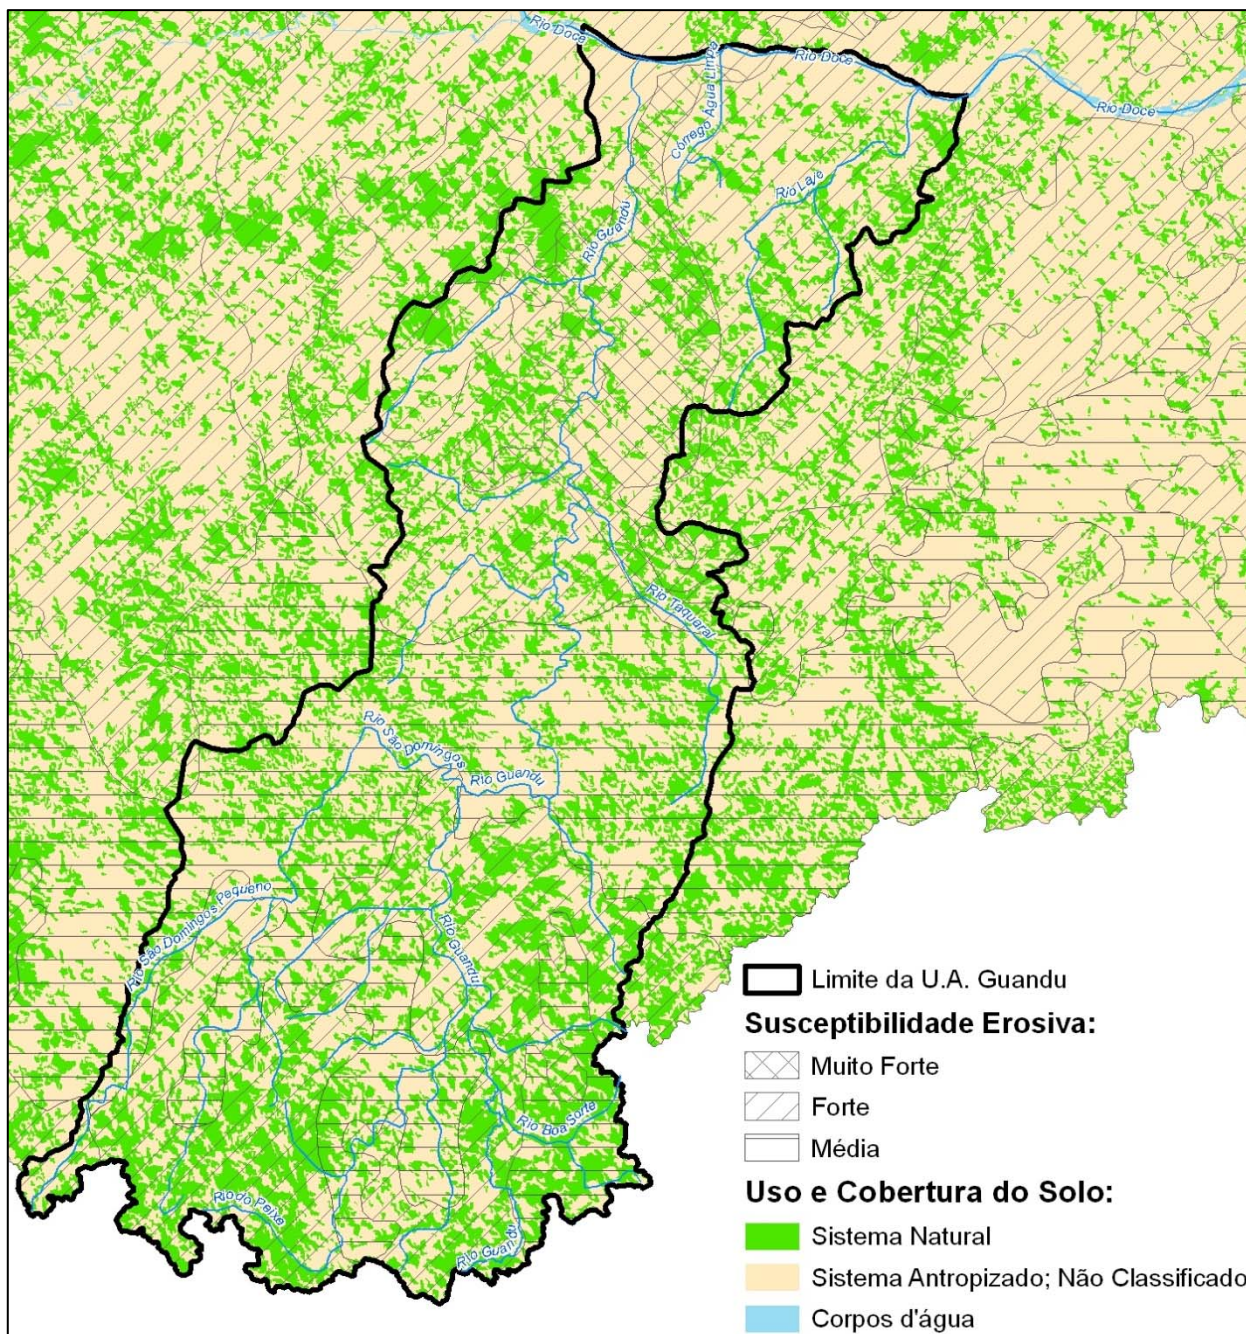 Rio Doce
Rio Doce
Rio Doce
Córrego Água Limpa
Rio Laje
Rio Guandu
Rio Taquaral
Rio São Domingos
Rio Guandu
Rio São Domingos Pequeno
Rio Guandu
Rio Boa Sorte
Rio do Peixe
Rio Guandu
Limite da U.A. Guandu
Susceptibilidade Erosiva:
Muito Forte
Forte
Média
Uso e Cobertura do Solo:
Sistema Natural
Sistema Antropizado; Não Classificado
Corpos d'água